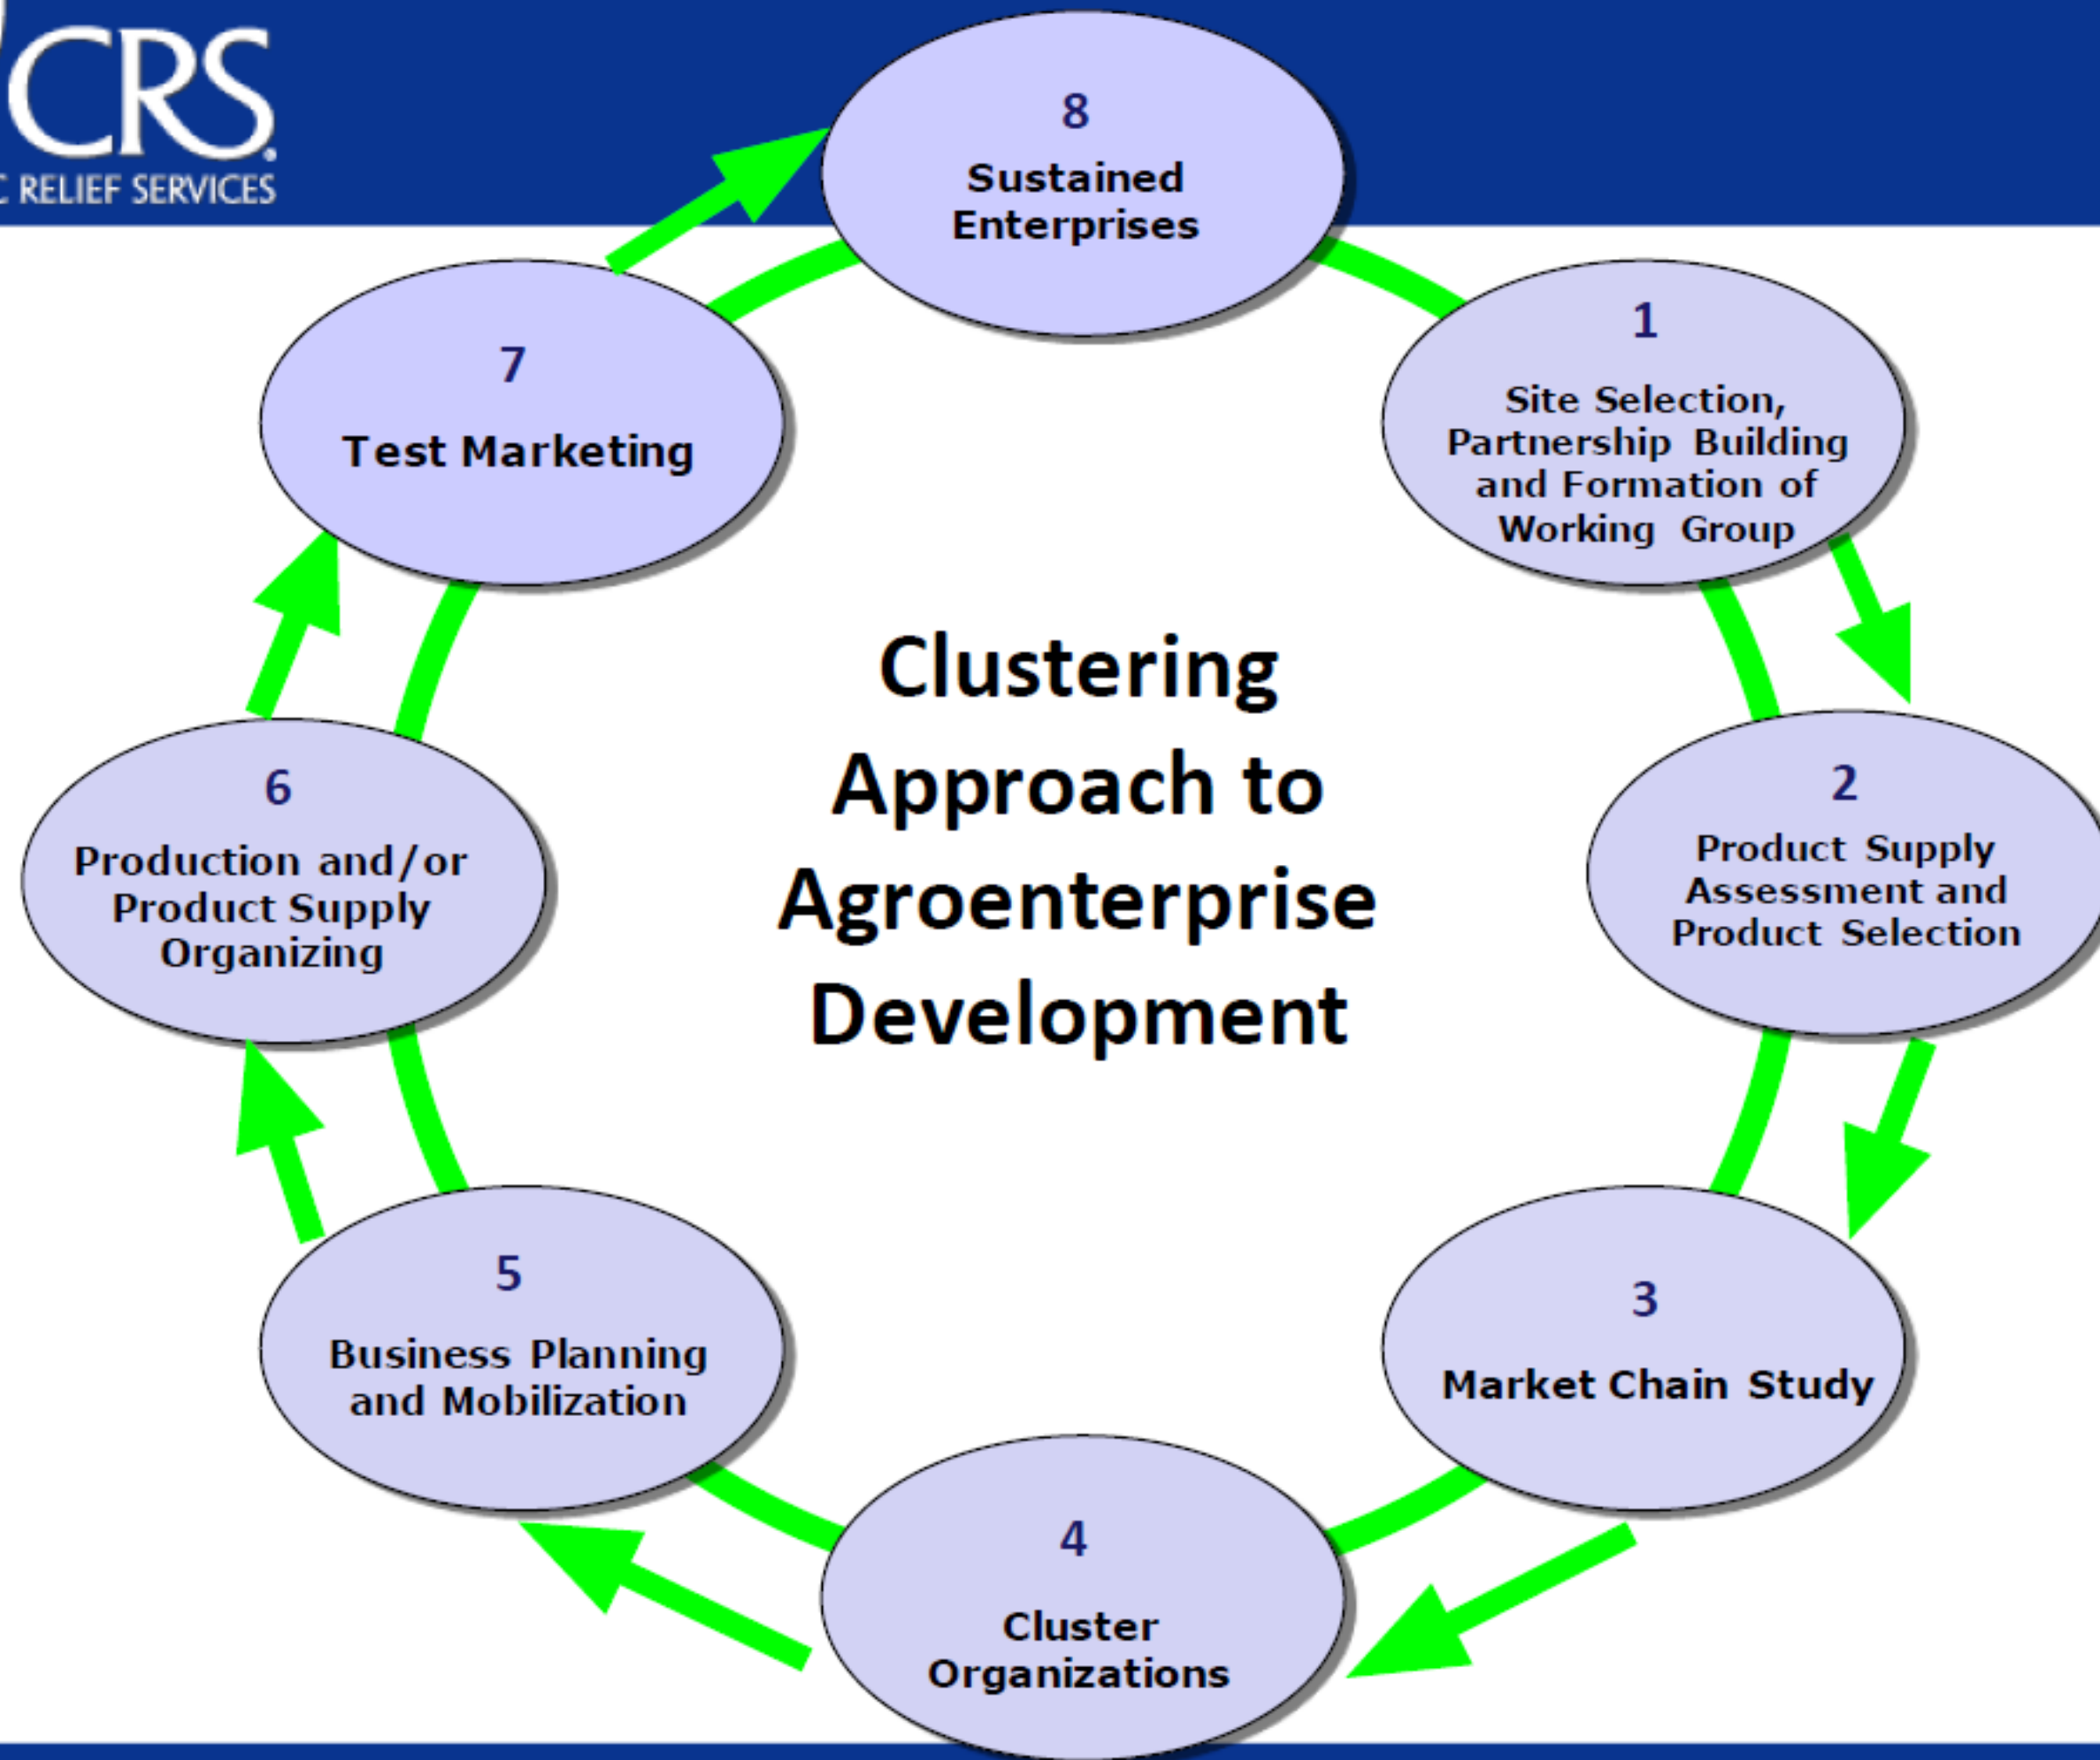 CRS
C RELIEF SERVICES
8
Sustained
Enterprises
1
Site Selection,
Partnership Building
and Formation of
Working Group
2
Product Supply
Assessment and
Product Selection
3
Market Chain Study
4
Cluster
Organizations
5
Business Planning
and Mobilization
6
Production and/or
Product Supply
Organizing
7
Test Marketing
Clustering
Approach to
Agroenterprise
Development